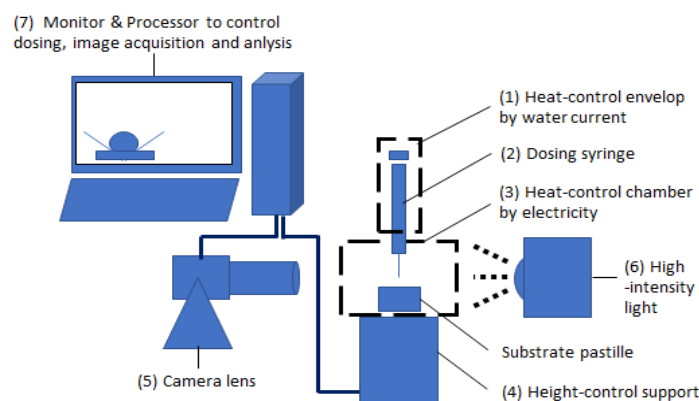 (7) Monitor & Processor to control
dosing, image acquisition and anlysis
(1) Heat-control envelop
by water current
(2) Dosing syringe
(3) Heat-control chamber
by electricity
(6) High
-intensity
light
Substrate pastille
(5) Camera lens
(4) Height-control support